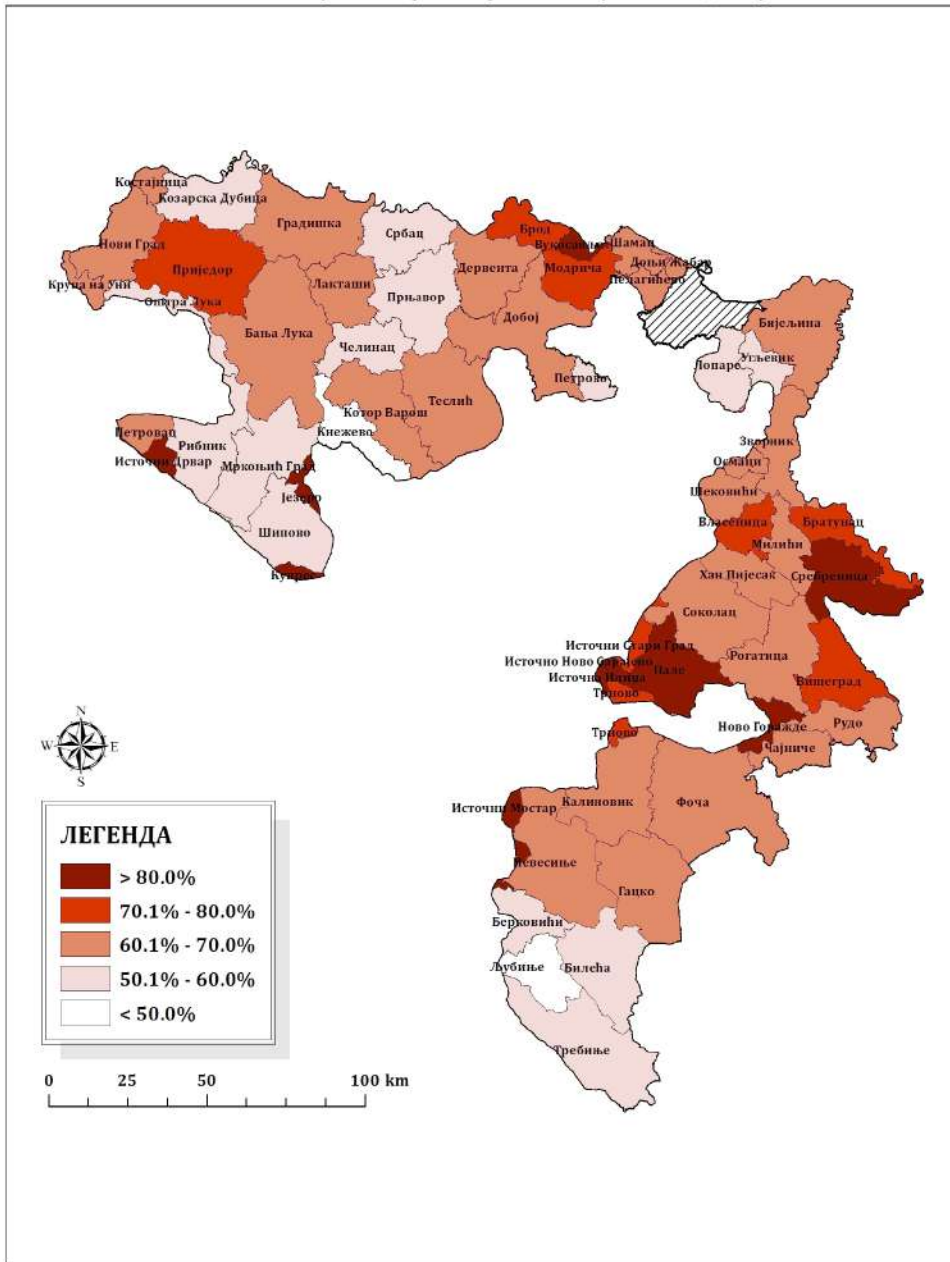 Костајница
Козарска Дубица
Градишка
Србац
Брод
Вукосавље
Шамац
Нови Град
Приједор
Дервента
Модрича
Доњи Жабар
Пелагићево
Крупа на Уни
Оштра Лука
Лакташи
Прњавор
Добој
Бијељина
Бања Лука
Челинац
Угљевик
Лопаре
Петрово
Теслић
Котор Варош
Кнежево
Петровац
Рибник
Источни Дрвар
Мркоњић Град
Језеро
Шипово
Купрес
Зворник
Осмаци
Шековићи
Власеница
Братунац
Милићи
Хан Пијесак
Сребреница
Соколац
Источни Стари Град
Рогатица
Источно Ново Сарајево
Пале
Источна Илиџа
Вишеград
Трново
Ново Горажде
Рудо
Трново
Чајниче
Источни Мостар
Калиновик
Фоча
Невесиње
Гацко
Берковићи
Љубиње
Билећа
Требиње
N
W E
S
ЛЕГЕНДА
> 80.0%
70.1% - 80.0%
60.1% - 70.0%
50.1% - 60.0%
< 50.0%
0 25 50 100 km